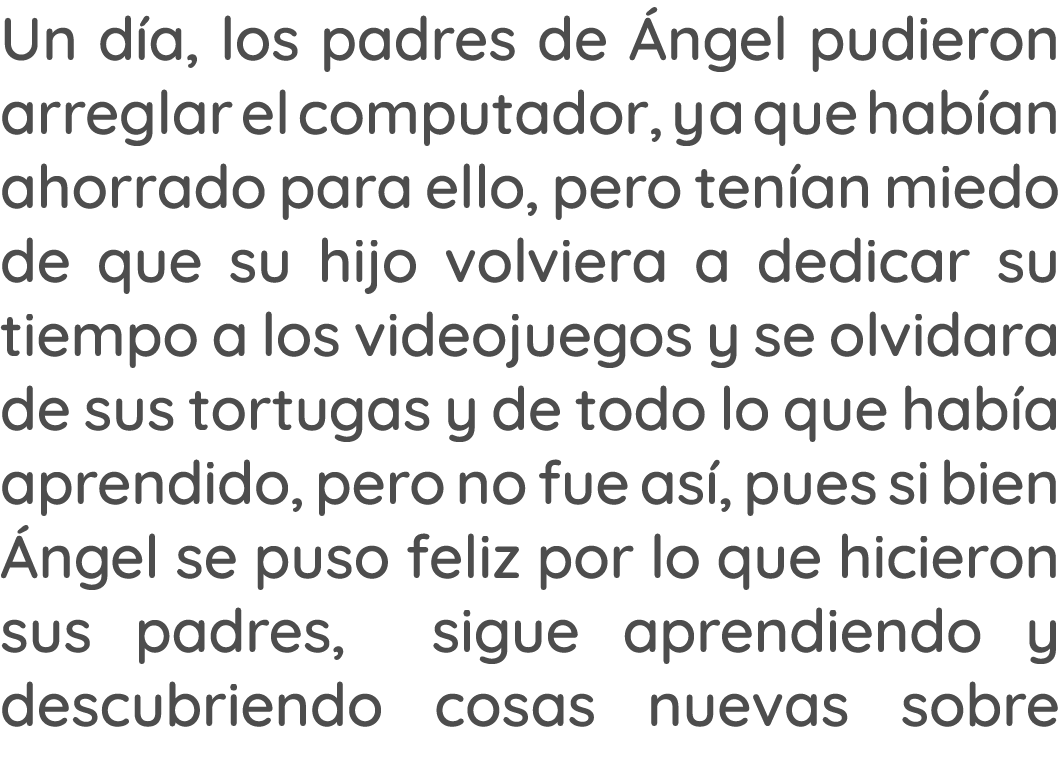 Un día, los padres de Ángel pudieron
arreglar el computador, ya que habían
ahorrado para ello, pero tenían miedo
de que su hijo volviera a dedicar su
tiempo a los videojuegos y se olvidara
de sus tortugas y de todo lo que había
aprendido, pero no fue así, pues si bien
Ángel se puso feliz por lo que hicieron
sus padres, sigue aprendiendo y
descubriendo cosas nuevas sobre